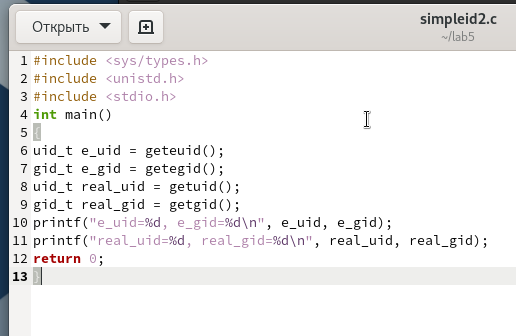 Открыть
simpleid2.c
~/lab5
1 #include <sys/types.h>
2 #include <unistd.h>
3 #include <stdio.h>
4 int main()
5 {
6 uid_t e_uid = geteuid();
7 gid_t e_gid = getegid();
8 uid_t real_uid = getuid();
9 gid_t real_gid = getgid();
10 printf("e_uid=%d, e_gid=%d\n", e_uid, e_gid);
11 printf("real_uid=%d, real_gid=%d\n", real_uid, real_gid);
12 return 0;
13 }